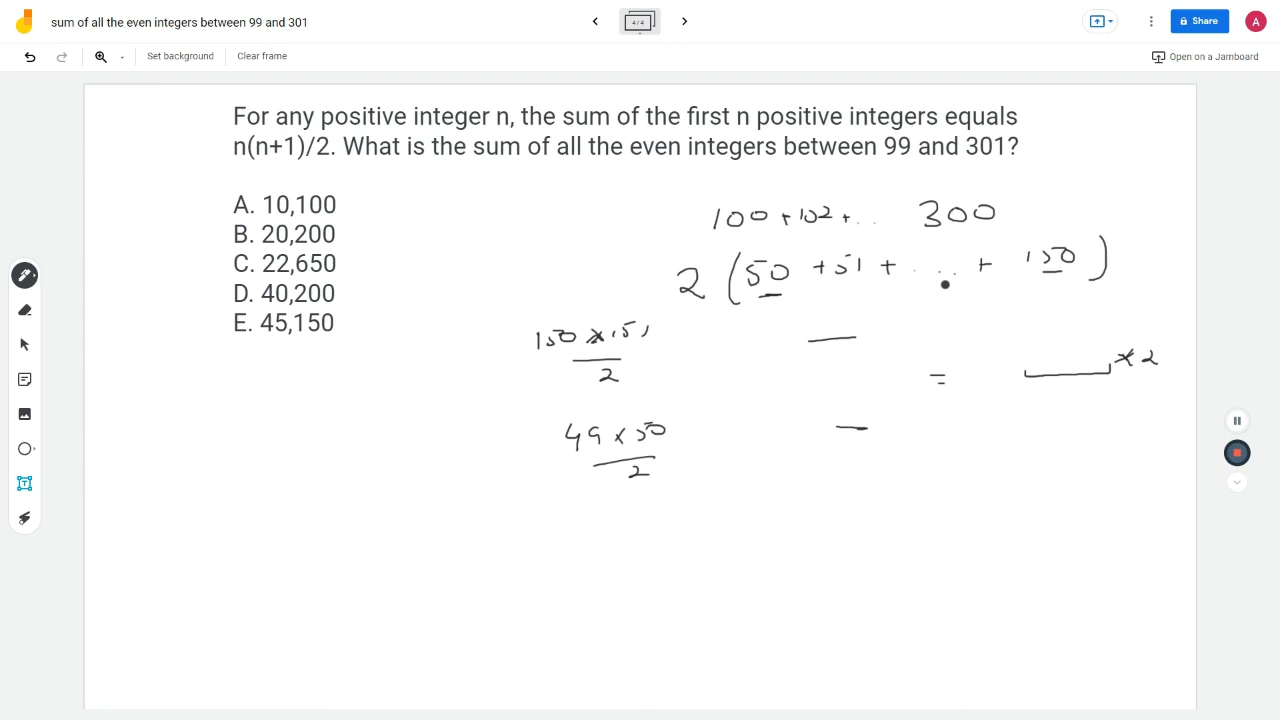 sum of all the even integers between 99 and 301
4 / 4
Share
A
Set background
Clear frame
Open on a Jamboard
For any positive integer n, the sum of the first n positive integers equals
n(n+1)/2. What is the sum of all the even integers between 99 and 301?
A. 10,100
B. 20,200
C. 22,650
D. 40,200
E. 45,150
100 + 102 + .. 300
2 ( 50 + 51 + .... + 150 )
150 x 151
2
= x 2
49 x 50
2
T